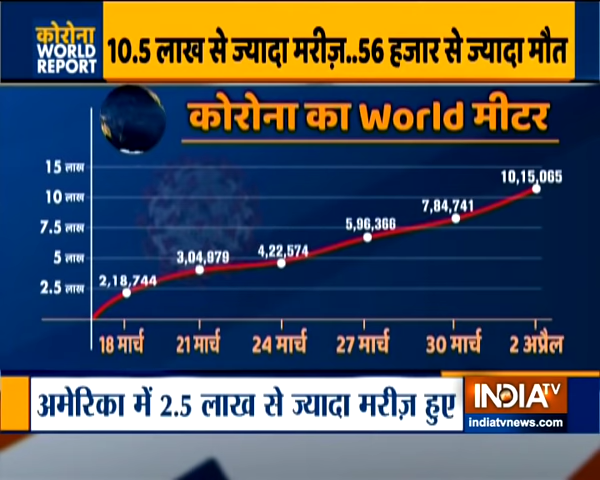 कोरोना
WORLD
REPORT
10.5 लाख से ज्यादा मरीज़..56 हजार से ज्यादा मौत
कोरोना का World मीटर
15 लाख
10 लाख
7.5 लाख
5 लाख
2.5 लाख
2,18,744
3,04,979
4,22,574
5,96,366
7,84,741
10,15,065
18 मार्च
21 मार्च
24 मार्च
27 मार्च
30 मार्च
2 अप्रैल
अमेरिका में 2.5 लाख से ज्यादा मरीज़ हुए
INDIA TV
indiatvnews.com